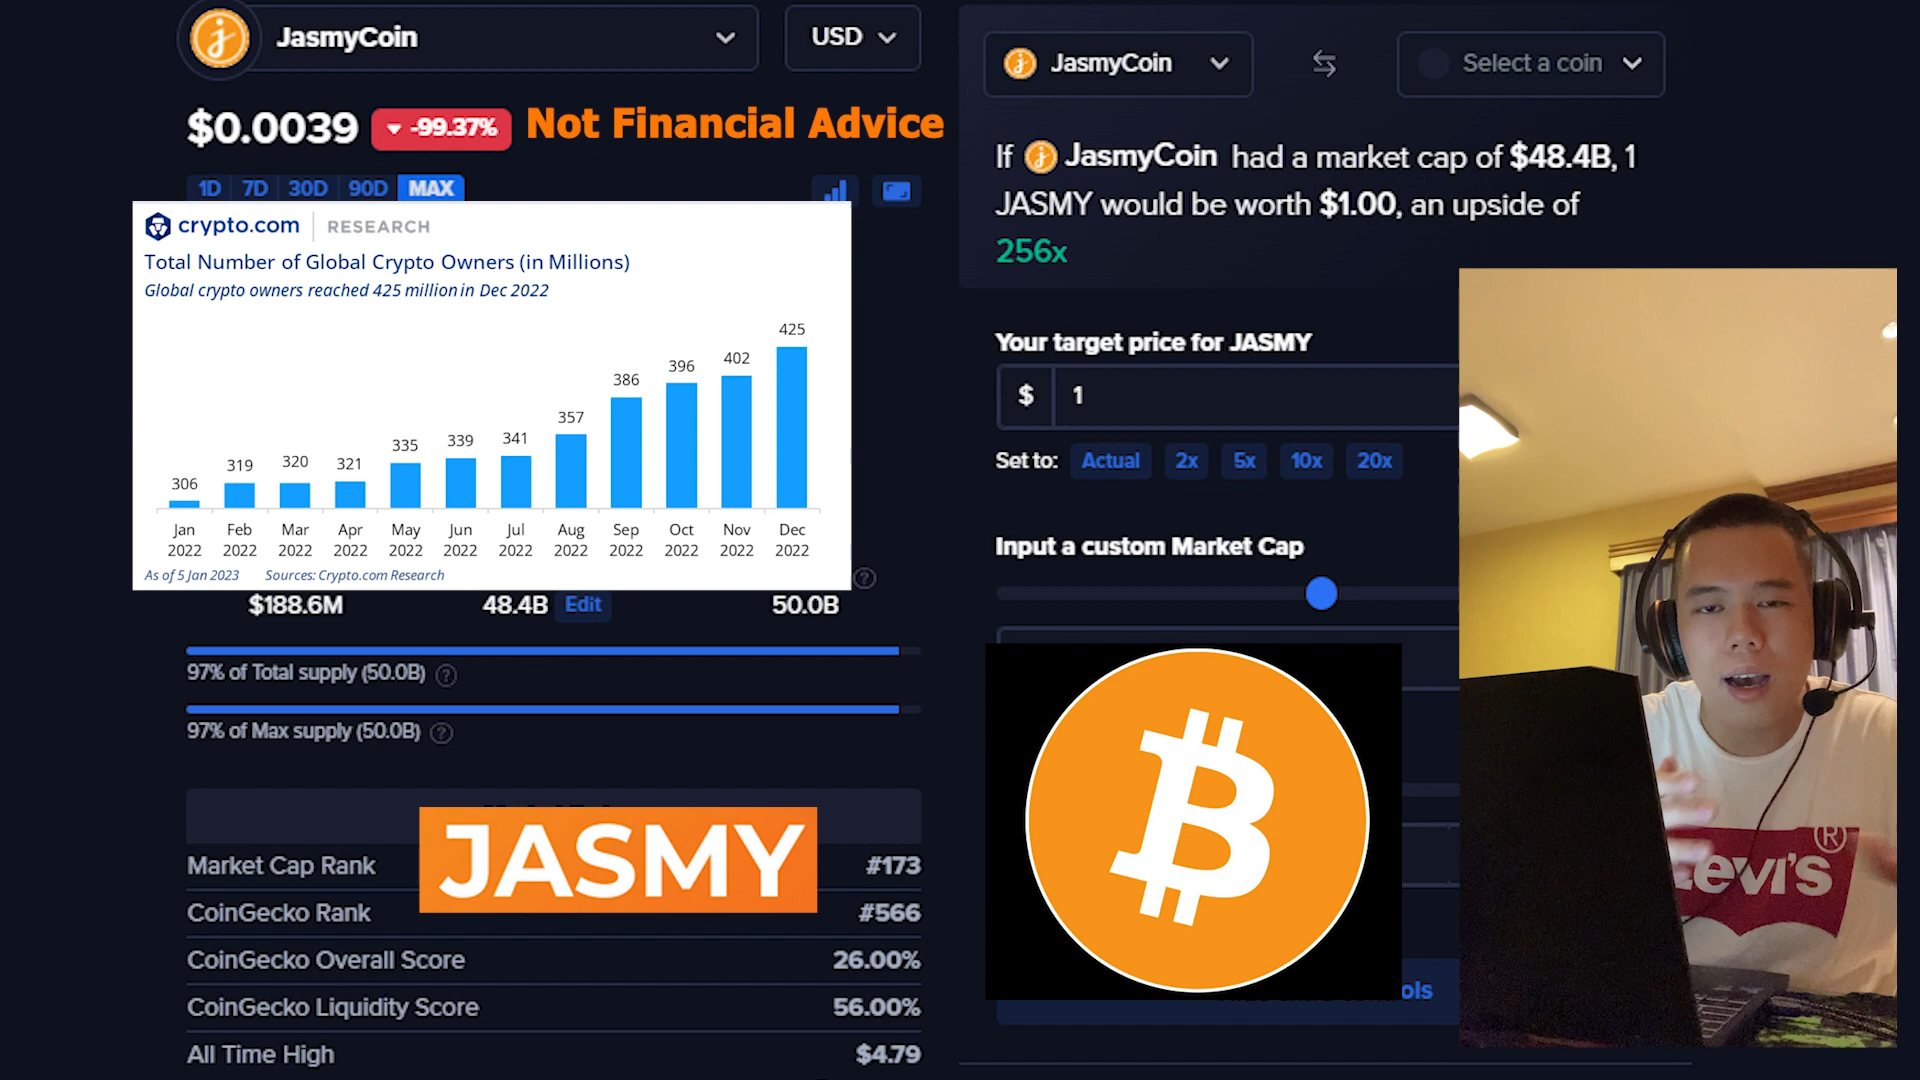 JasmyCoin
USD
$0.0039
-99.37%
Not Financial Advice
1D 7D 30D 90D MAX
crypto.com RESEARCH
Total Number of Global Crypto Owners (in Millions)
Global crypto owners reached 425 million in Dec 2022
306 319 320 321 335 339 341 357 386 396 402 425
Jan Feb Mar Apr May Jun Jul Aug Sep Oct Nov Dec
2022 2022 2022 2022 2022 2022 2022 2022 2022 2022 2022 2022
As of 5 Jan 2023 Sources: Crypto.com Research
?
$188.6M 48.4B Edit 50.0B
97% of Total supply (50.0B) ?
97% of Max supply (50.0B) ?
JASMY
Market Cap Rank #173
CoinGecko Rank #566
CoinGecko Overall Score 26.00%
CoinGecko Liquidity Score 56.00%
All Time High $4.79
JasmyCoin
Select a coin
If JasmyCoin had a market cap of $48.4B, 1
JASMY would be worth $1.00, an upside of
256x
Your target price for JASMY
$ 1
Set to: Actual 2x 5x 10x 20x
Input a custom Market Cap
Levi's ®